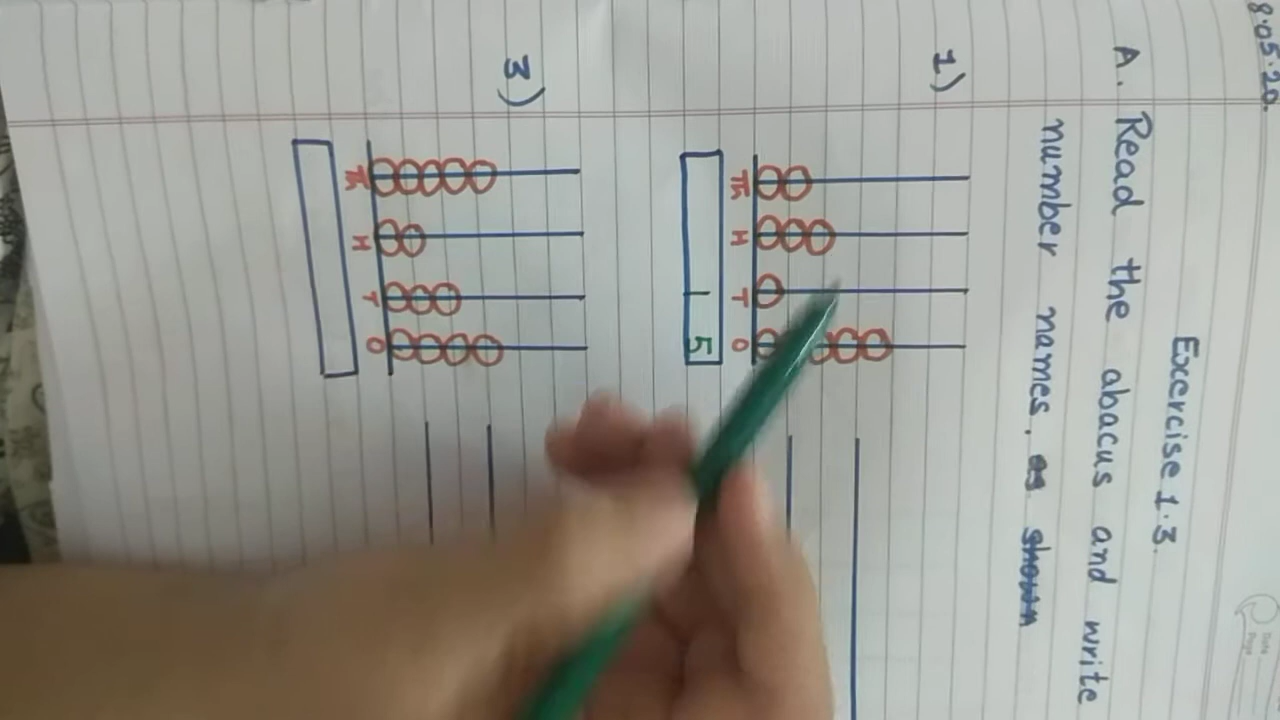 8.05.20.
Exercise 1.3.
A. Read the abacus and write
number names, as shown
1)
Th H T O
1 5
3)
Th H T O